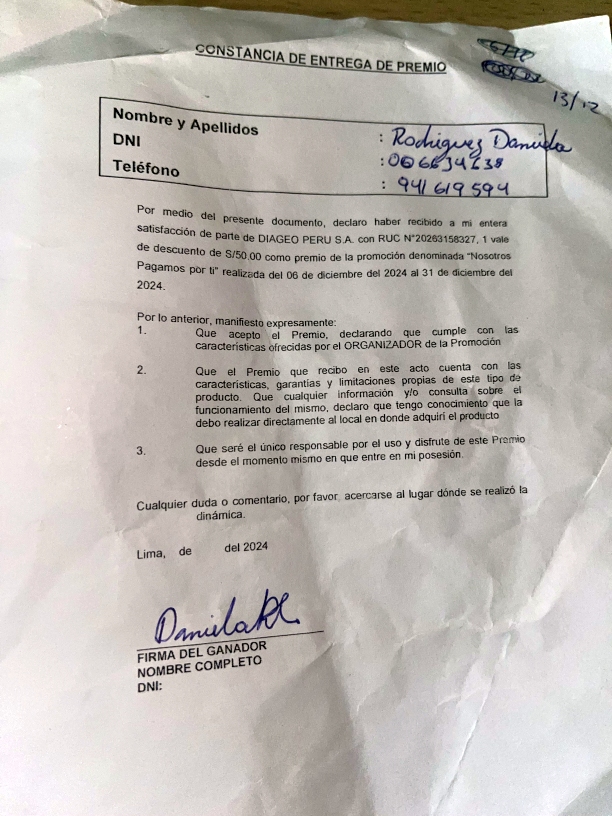 CONSTANCIA DE ENTREGA DE PREMIO
13/12
Nombre y Apellidos : Rodriguez Daniela
DNI :
Teléfono : 941 619 594
Por medio del presente documento, declaro haber recibido a mi entera
satisfacción de parte de DIAGEO PERU S.A. con RUC N°20263158327, 1 vale
de descuento de S/50.00 como premio de la promoción denominada "Nosotros
Pagamos por ti" realizada del 06 de diciembre del 2024 al 31 de diciembre del
2024.
Por lo anterior, manifiesto expresamente:
1. Que acepto el Premio, declarando que cumple con las
características ofrecidas por el ORGANIZADOR de la Promoción
2. Que el Premio que recibo en este acto cuenta con las
características, garantías y limitaciones propias de este tipo de
producto. Que cualquier información y/o consulta sobre el
funcionamiento del mismo, declaro que tengo conocimiento que la
debo realizar directamente al local en donde adquirí el producto
3. Que seré el único responsable por el uso y disfrute de este Premio
desde el momento mismo en que entre en mi posesión.
Cualquier duda o comentario, por favor, acercarse al lugar dónde se realizó la
dinámica.
Lima, de del 2024
Daniela
FIRMA DEL GANADOR
NOMBRE COMPLETO
DNI: